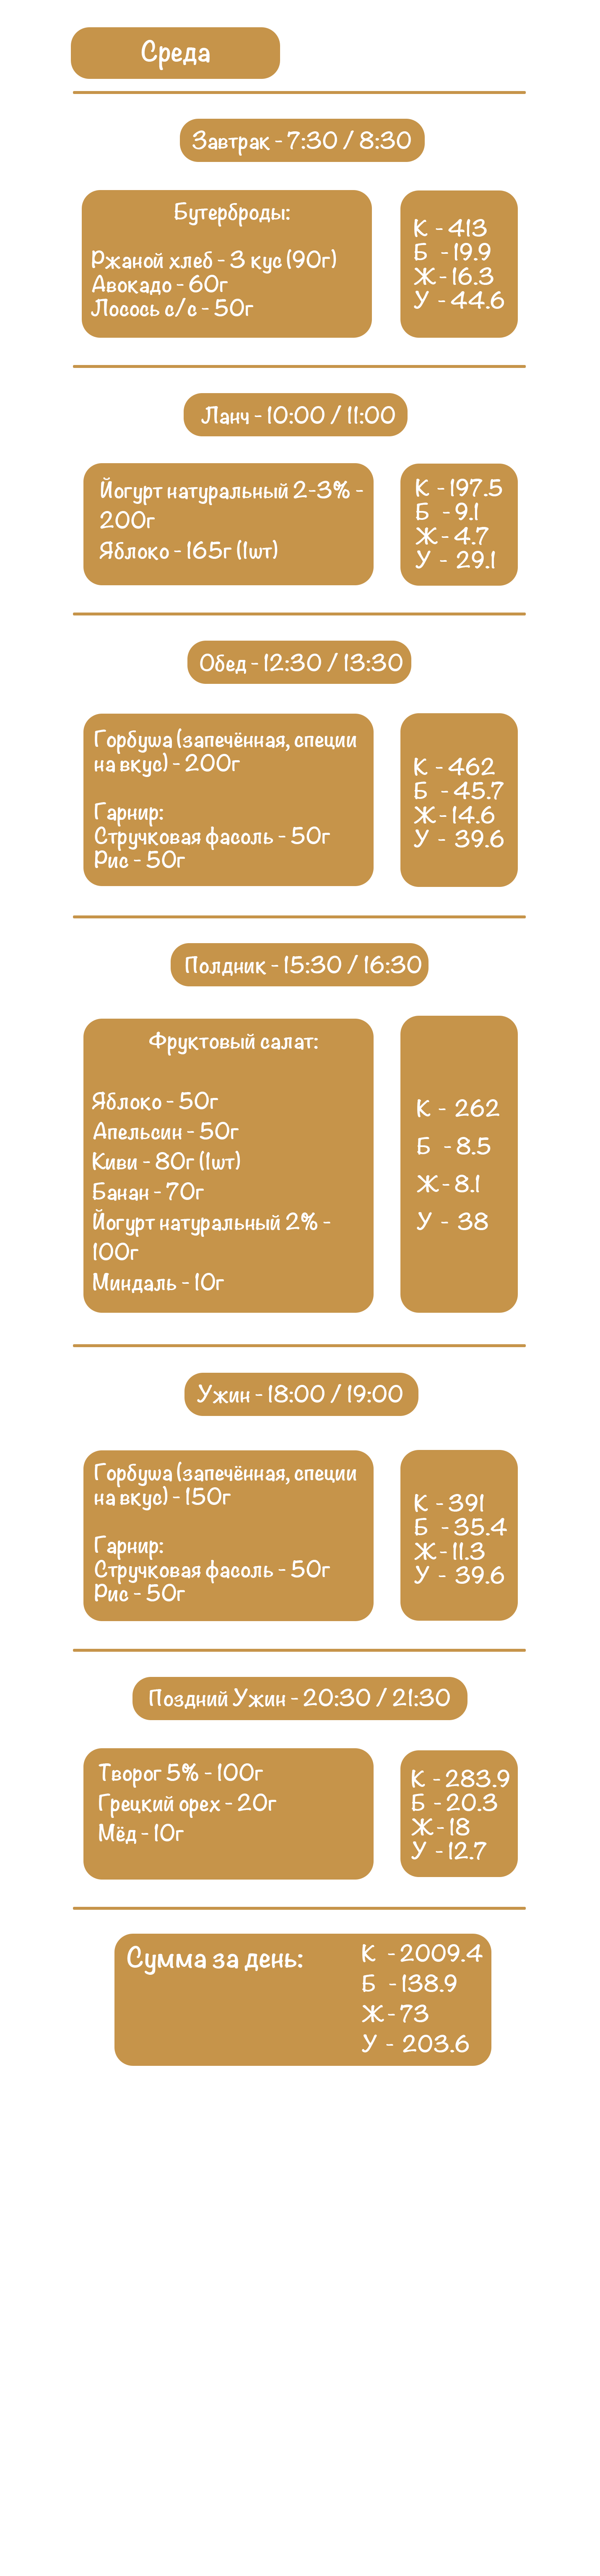 Среда
Завтрак - 7:30 / 8:30
Бутерброды:
Ржаной хлеб - 3 кус (90г)
Авокадо - 60г
Лосось с/с - 50г
К - 413
Б - 19.9
Ж - 16.3
У - 44.6
Ланч - 10:00 / 11:00
Йогурт натуральный 2-3% -
200г
Яблоко - 165г (1шт)
К - 197.5
Б - 9.1
Ж - 4.7
У - 29.1
Обед - 12:30 / 13:30
Горбуша (запечённая, специи
на вкус) - 200г
Гарнир:
Стручковая фасоль - 50г
Рис - 50г
К - 462
Б - 45.7
Ж - 14.6
У - 39.6
Полдник - 15:30 / 16:30
Фруктовый салат:
Яблоко - 50г
Апельсин - 50г
Киви - 80г (1шт)
Банан - 70г
Йогурт натуральный 2% -
100г
Миндаль - 10г
К - 262
Б - 8.5
Ж - 8.1
У - 38
Ужин - 18:00 / 19:00
Горбуша (запечённая, специи
на вкус) - 150г
Гарнир:
Стручковая фасоль - 50г
Рис - 50г
К - 391
Б - 35.4
Ж - 11.3
У - 39.6
Поздний Ужин - 20:30 / 21:30
Творог 5% - 100г
Грецкий орех - 20г
Мёд - 10г
К - 283.9
Б - 20.3
Ж - 18
У - 12.7
Сумма за день:
К - 2009.4
Б - 138.9
Ж - 73
У - 203.6